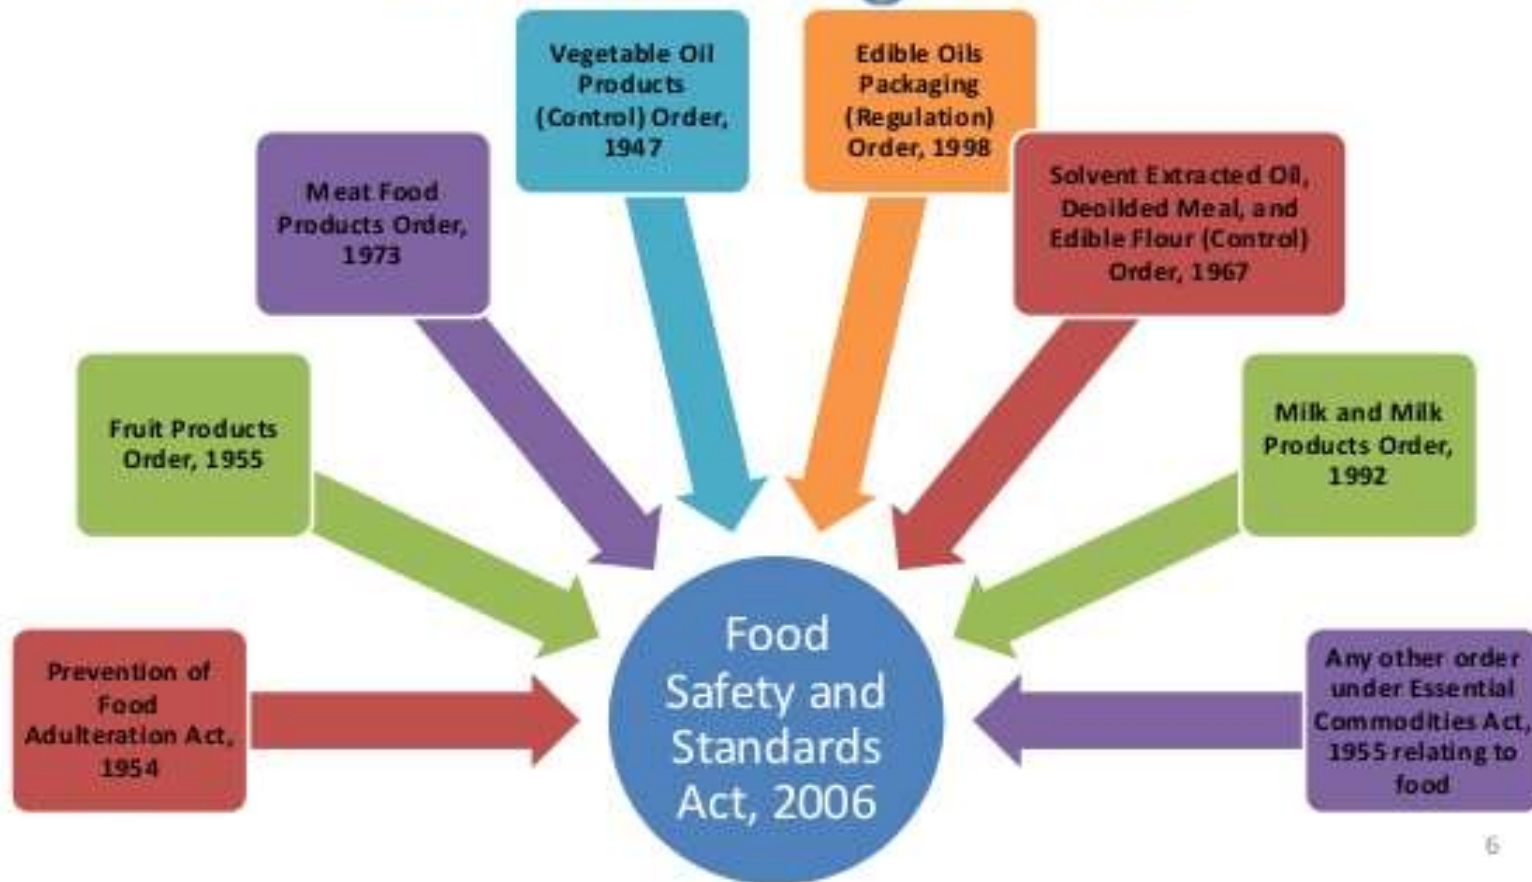 Vegetable Oil
Products
(Control) Order,
1947
Edible Oils
Packaging
(Regulation)
Order, 1998
Meat Food
Products Order,
1973
Solvent Extracted Oil,
Deoilded Meal, and
Edible Flour (Control)
Order, 1967
Fruit Products
Order, 1955
Milk and Milk
Products Order,
1992
Prevention of
Food
Adulteration Act,
1954
Food
Safety and
Standards
Act, 2006
Any other order
under Essential
Commodities Act,
1955 relating to
food
6